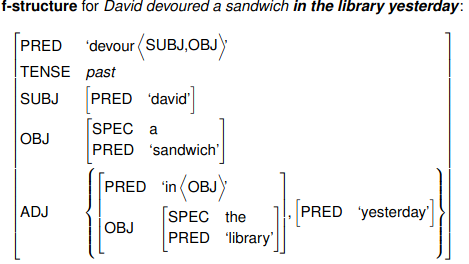 f-structure for David devoured a sandwich in the library yesterday:
PRED ‘devour⟨SUBJ,OBJ⟩’
TENSE past
SUBJ [PRED ‘david’]
OBJ [SPEC a
PRED ‘sandwich’]
ADJ {[PRED ‘in⟨OBJ⟩’
OBJ [SPEC the
PRED ‘library’]], [PRED ‘yesterday’]}